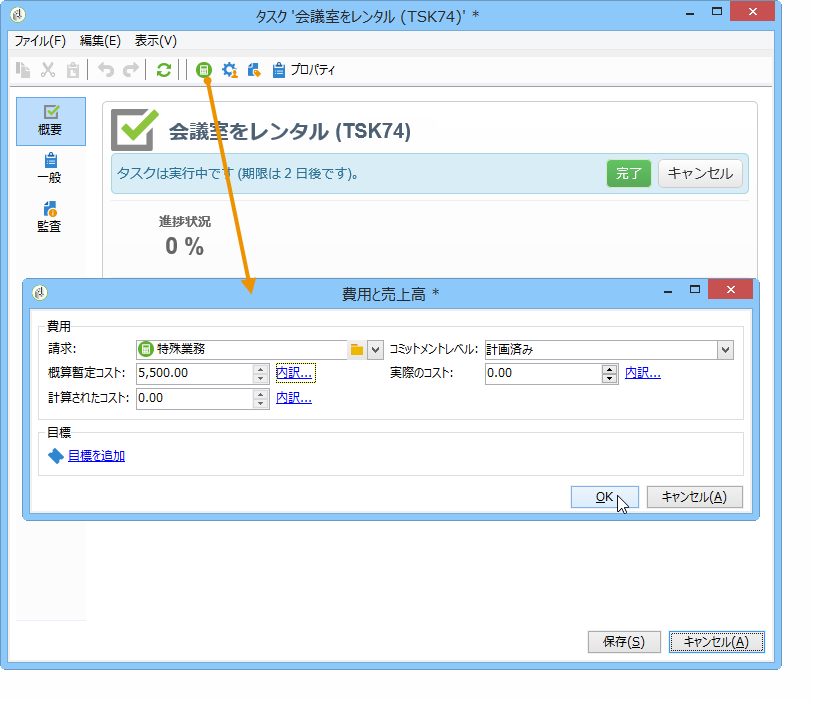 タスク '会議室をレンタル (TSK74)' *
ファイル(F) 編集(E) 表示(V)
プロパティ
概要
一般
監査
会議室をレンタル (TSK74)
タスクは実行中です (期限は 2 日後です)。
完了 キャンセル
進捗状況
0 %
費用と売上高 *
費用
請求: 特殊業務 コミットメントレベル: 計画済み
概算暫定コスト: 5,500.00 内訳... 実際のコスト: 0.00 内訳...
計算されたコスト: 0.00 内訳...
目標
目標を追加
OK キャンセル(A)
保存(S) キャンセル(A)